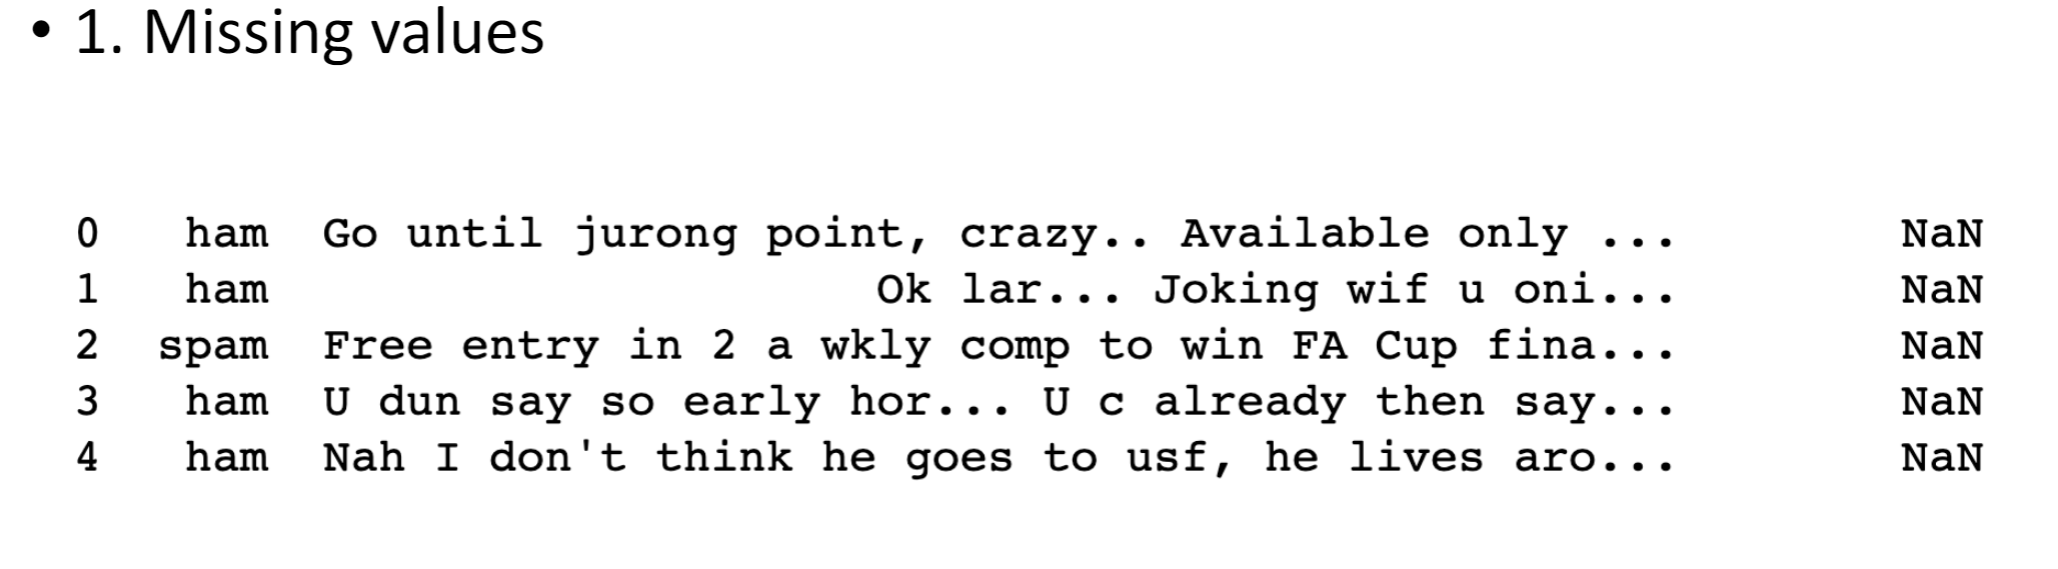 • 1. Missing values
0 ham Go until jurong point, crazy.. Available only ... NaN
1 ham Ok lar... Joking wif u oni... NaN
2 spam Free entry in 2 a wkly comp to win FA Cup fina... NaN
3 ham U dun say so early hor... U c already then say... NaN
4 ham Nah I don't think he goes to usf, he lives aro... NaN